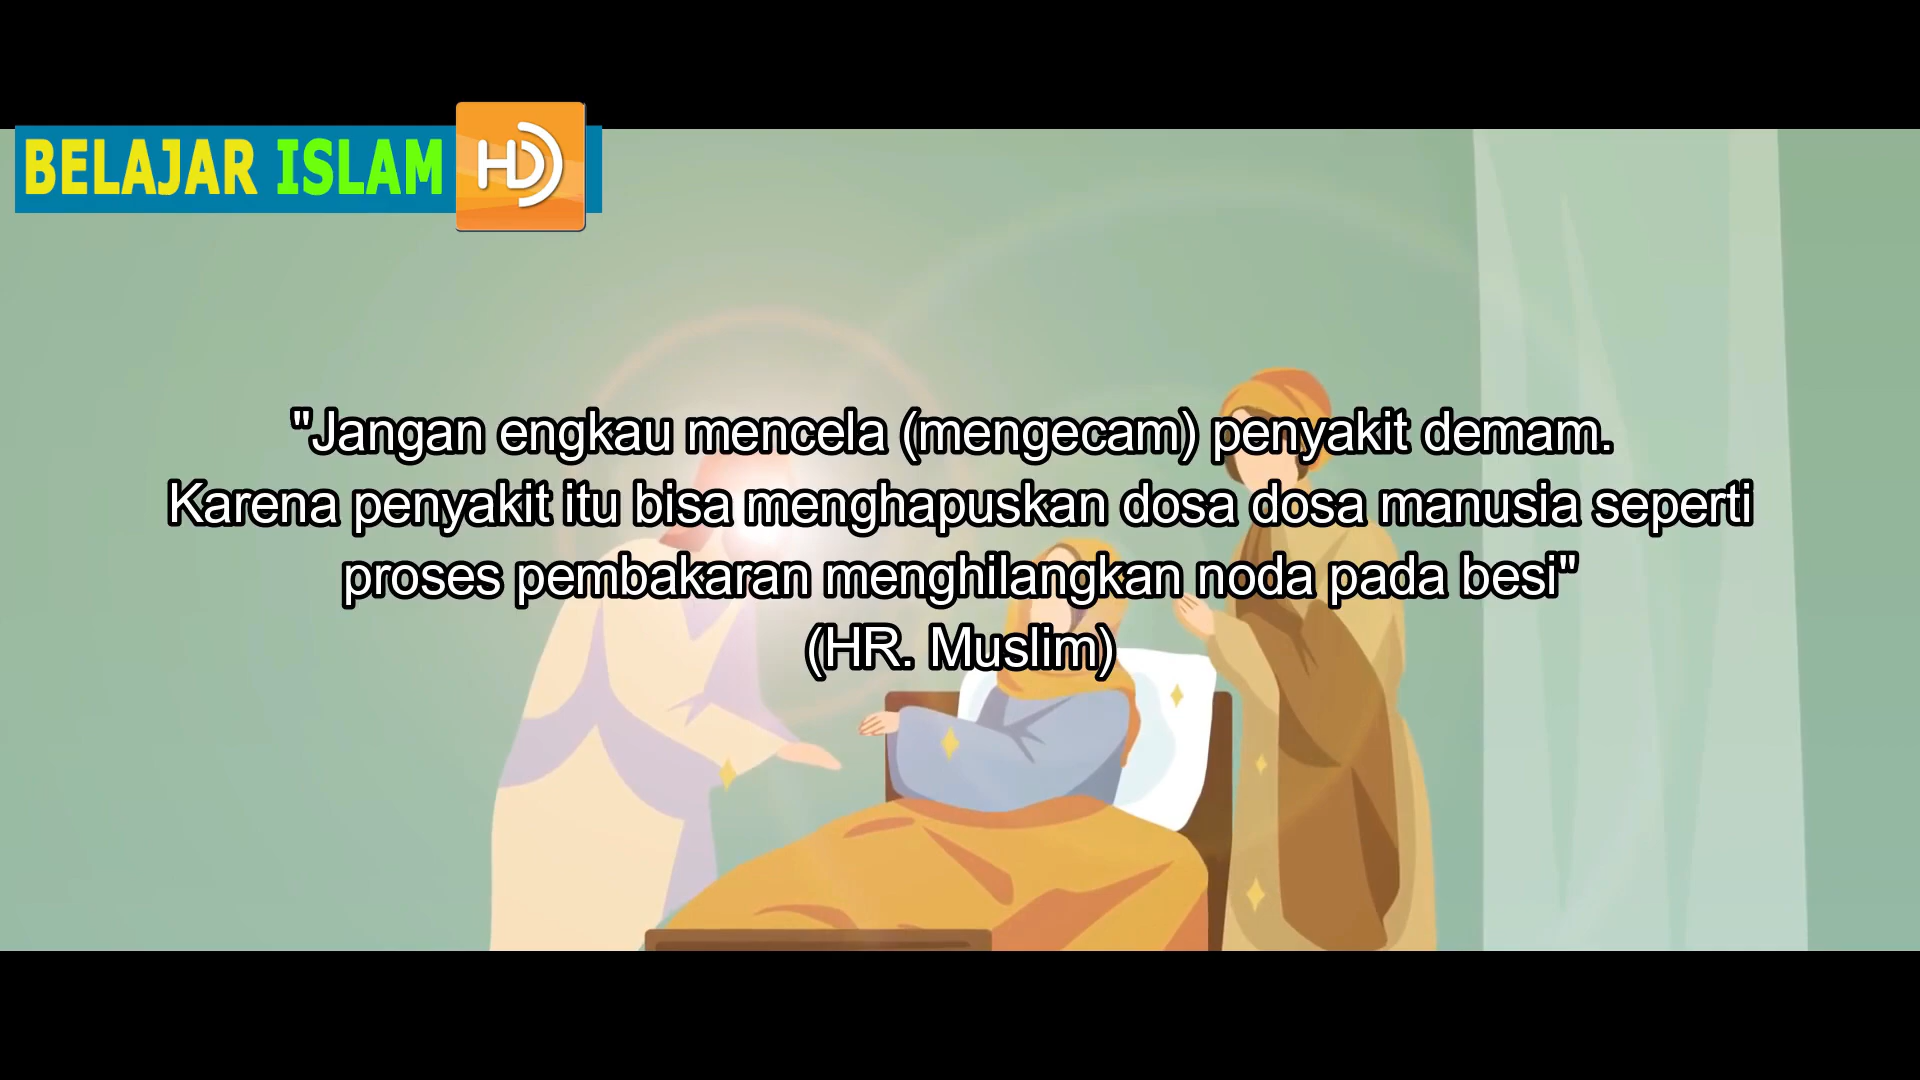 BELAJAR ISLAM HD
"Jangan engkau mencela (mengecam) penyakit demam.
Karena penyakit itu bisa menghapuskan dosa dosa manusia seperti
proses pembakaran menghilangkan noda pada besi"
(HR. Muslim)